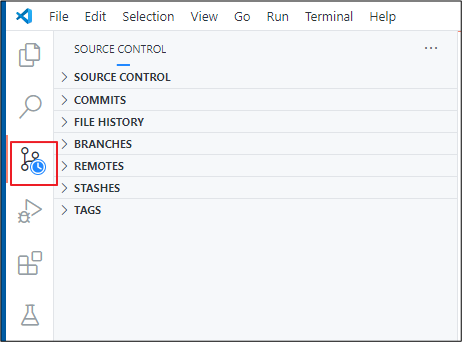 File Edit Selection View Go Run Terminal Help
SOURCE CONTROL ...
SOURCE CONTROL
COMMITS
FILE HISTORY
BRANCHES
REMOTES
STASHES
TAGS